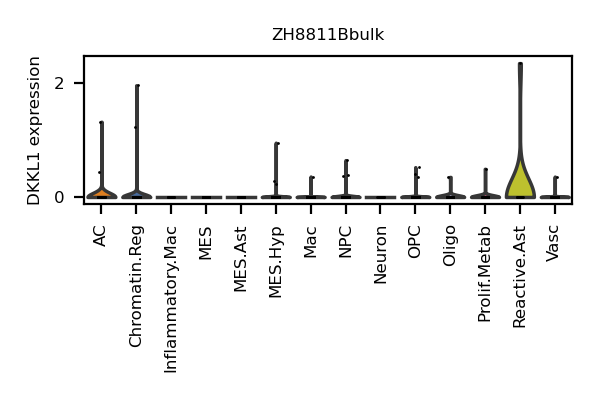 ZH8811Bbulk
DKKL1 expression
2
0
AC
Chromatin.Reg
Inflammatory.Mac
MES
MES.Ast
MES.Hyp
Mac
NPC
Neuron
OPC
Oligo
Prolif.Metab
Reactive.Ast
Vasc